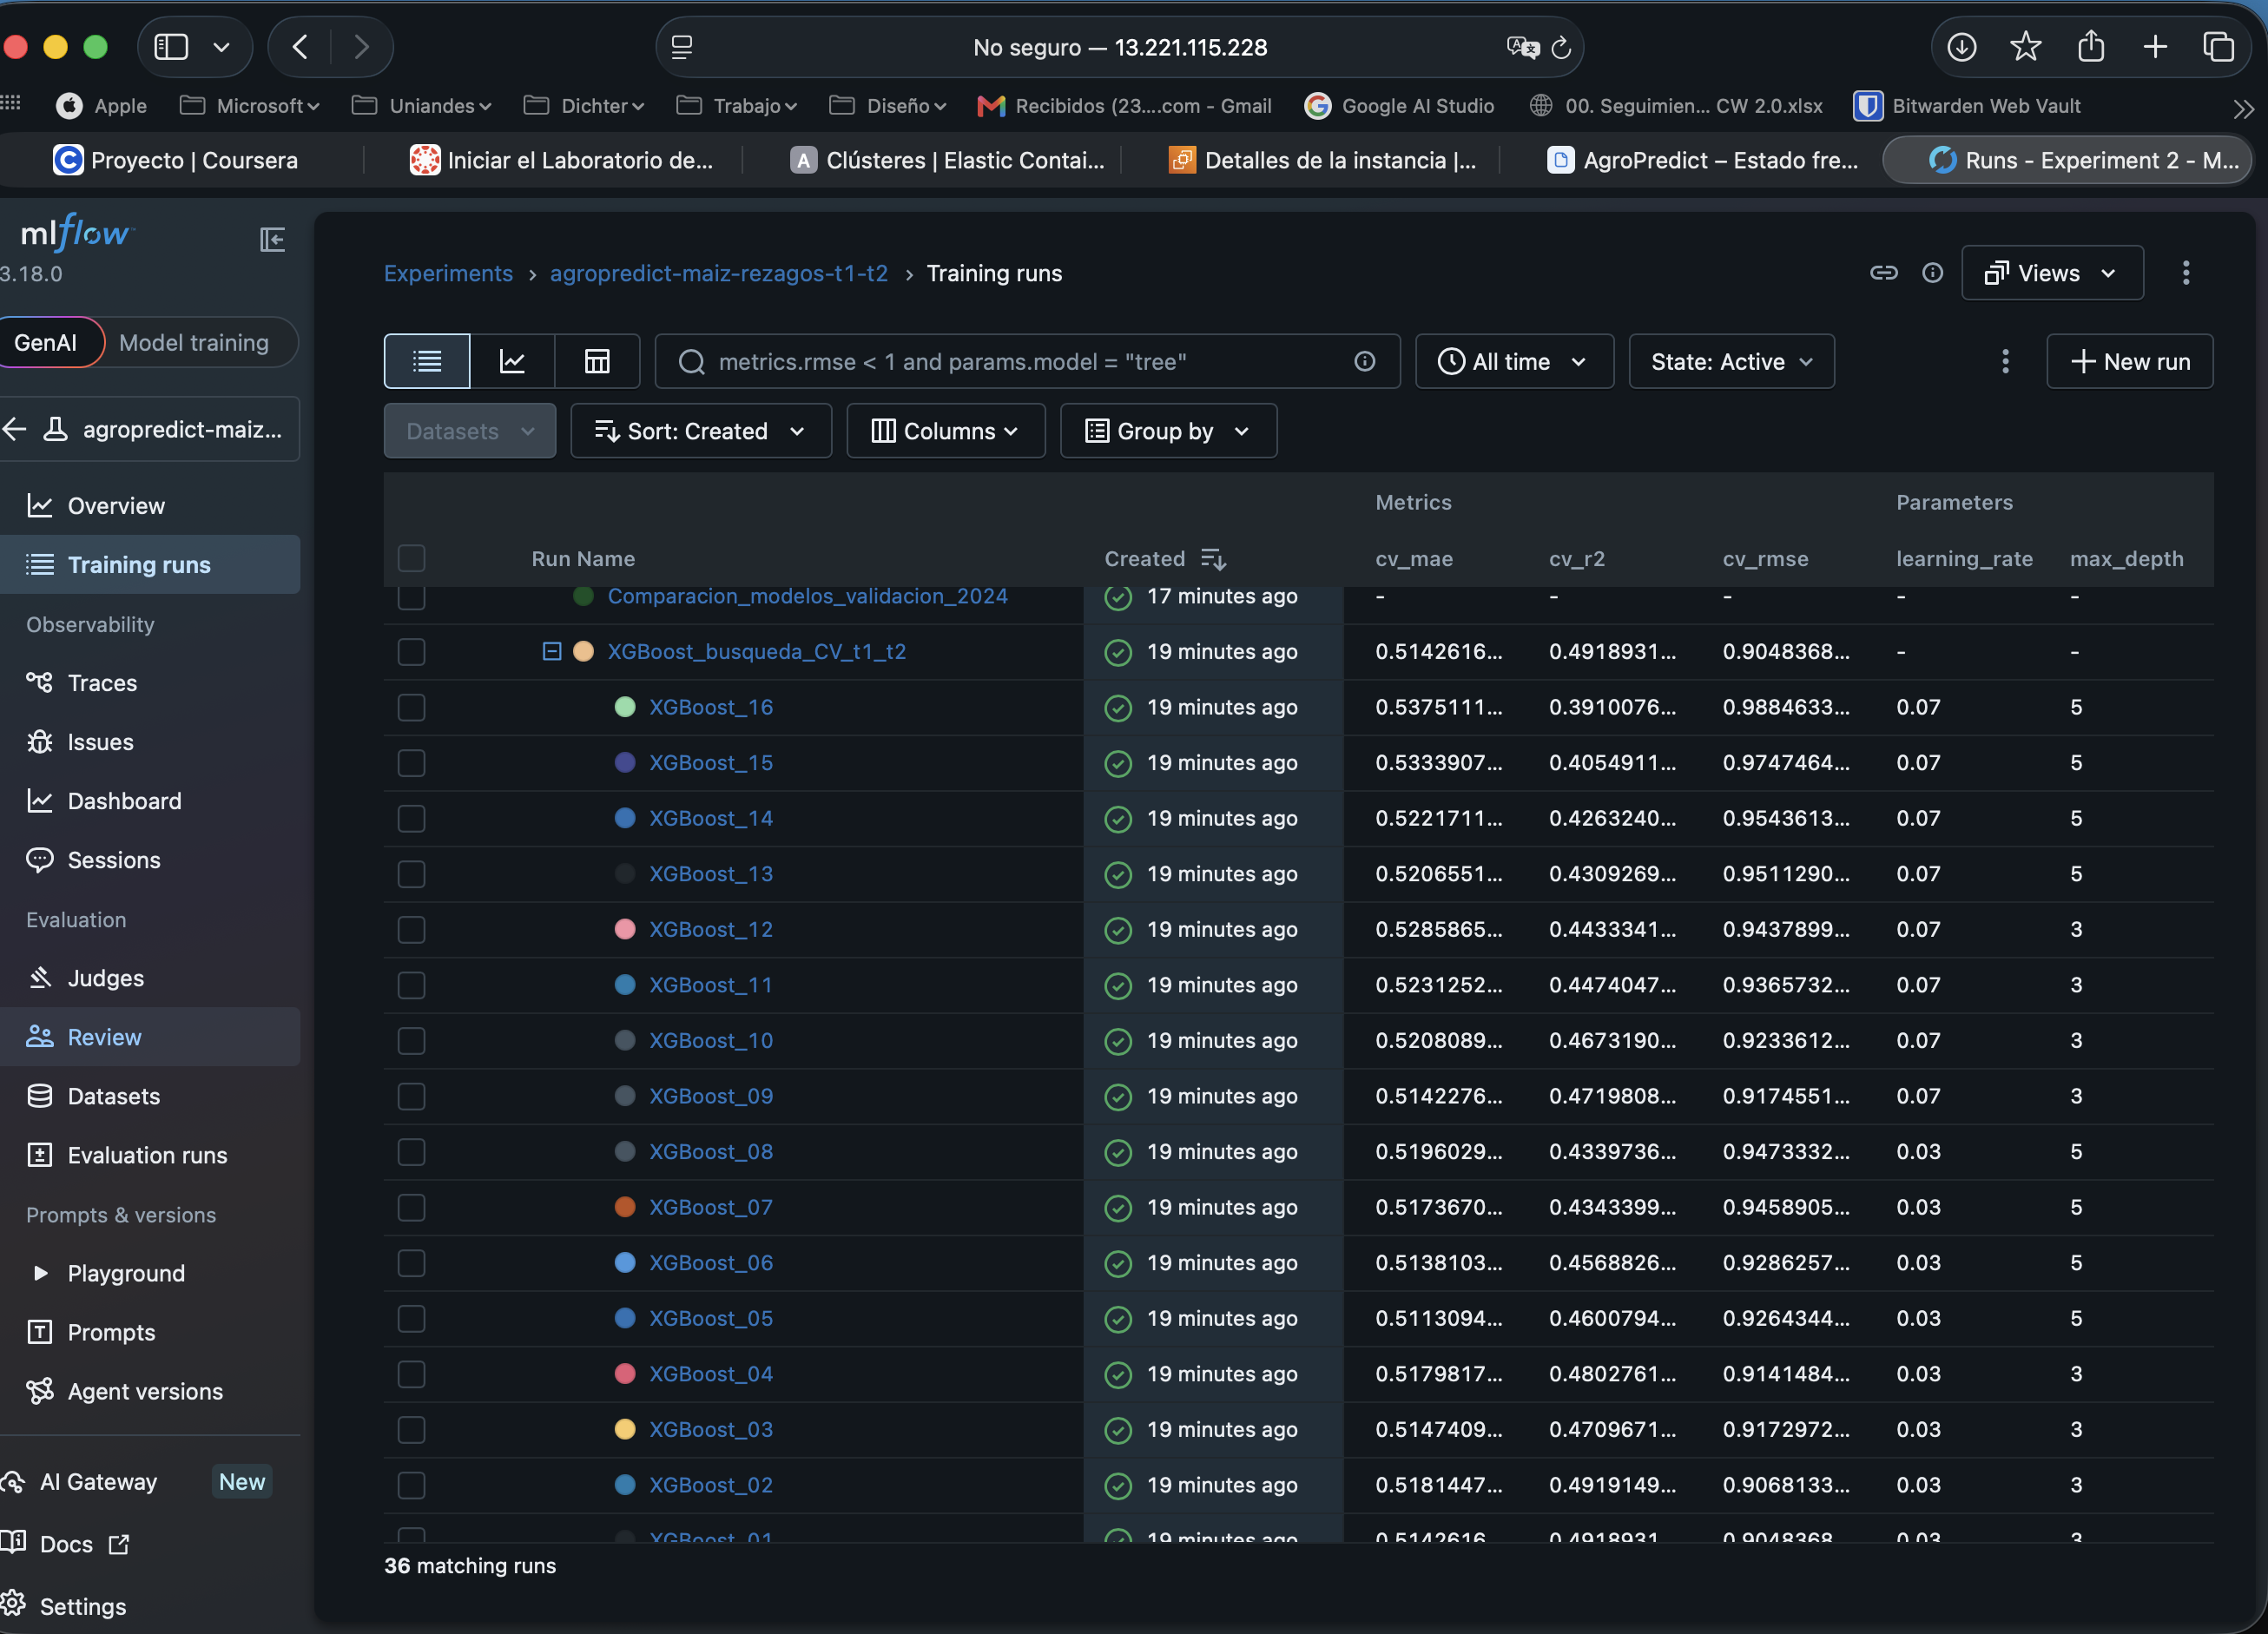 No seguro — 13.221.115.228
Apple Microsoft Uniandes Dichter Trabajo Diseño Recibidos (23....com - Gmail Google AI Studio 00. Seguimien... CW 2.0.xlsx Bitwarden Web Vault
Proyecto | Coursera Iniciar el Laboratorio de... A Clústeres | Elastic Contai... Detalles de la instancia |... AgroPredict – Estado fre... Runs - Experiment 2 - M...
mlflow
3.18.0
GenAI Model training
agropredict-maiz...
Overview
Training runs
Observability
Traces
Issues
Dashboard
Sessions
Evaluation
Judges
Review
Datasets
Evaluation runs
Prompts & versions
Playground
Prompts
Agent versions
AI Gateway New
Docs
Settings
Experiments > agropredict-maiz-rezagos-t1-t2 > Training runs
Views
metrics.rmse < 1 and params.model = "tree" All time State: Active + New run
Datasets Sort: Created Columns Group by
Metrics Parameters
Run Name Created cv_mae cv_r2 cv_rmse learning_rate max_depth
Comparacion_modelos_validacion_2024 17 minutes ago - - - - -
XGBoost_busqueda_CV_t1_t2 19 minutes ago 0.5142616... 0.4918931... 0.9048368... - -
XGBoost_16 19 minutes ago 0.5375111... 0.3910076... 0.9884633... 0.07 5
XGBoost_15 19 minutes ago 0.5333907... 0.4054911... 0.9747464... 0.07 5
XGBoost_14 19 minutes ago 0.5221711... 0.4263240... 0.9543613... 0.07 5
XGBoost_13 19 minutes ago 0.5206551... 0.4309269... 0.9511290... 0.07 5
XGBoost_12 19 minutes ago 0.5285865... 0.4433341... 0.9437899... 0.07 3
XGBoost_11 19 minutes ago 0.5231252... 0.4474047... 0.9365732... 0.07 3
XGBoost_10 19 minutes ago 0.5208089... 0.4673190... 0.9233612... 0.07 3
XGBoost_09 19 minutes ago 0.5142276... 0.4719808... 0.9174551... 0.07 3
XGBoost_08 19 minutes ago 0.5196029... 0.4339736... 0.9473332... 0.03 5
XGBoost_07 19 minutes ago 0.5173670... 0.4343399... 0.9458905... 0.03 5
XGBoost_06 19 minutes ago 0.5138103... 0.4568826... 0.9286257... 0.03 5
XGBoost_05 19 minutes ago 0.5113094... 0.4600794... 0.9264344... 0.03 5
XGBoost_04 19 minutes ago 0.5179817... 0.4802761... 0.9141484... 0.03 3
XGBoost_03 19 minutes ago 0.5147409... 0.4709671... 0.9172972... 0.03 3
XGBoost_02 19 minutes ago 0.5181447... 0.4919149... 0.9068133... 0.03 3
XGBoost_01 19 minutes ago 0.5142616 0.4918931 0.9048368 0.03 3
36 matching runs